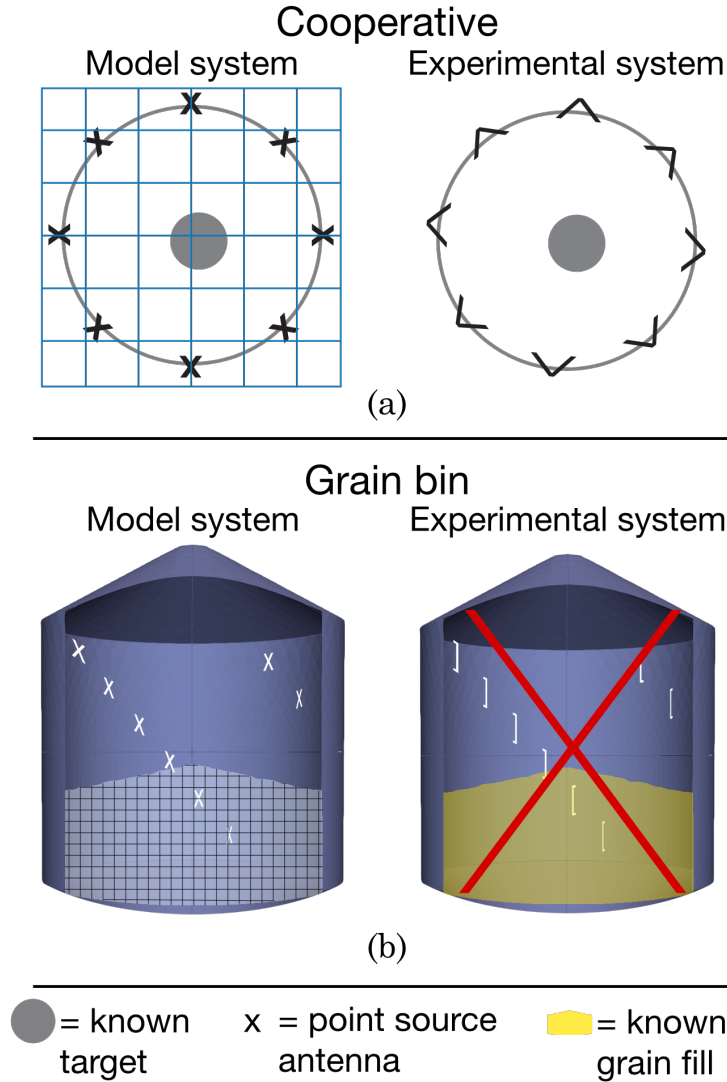 Cooperative
Model system
Experimental system
(a)
Grain bin
Model system
Experimental system
(b)
= known target
x = point source antenna
= known grain fill